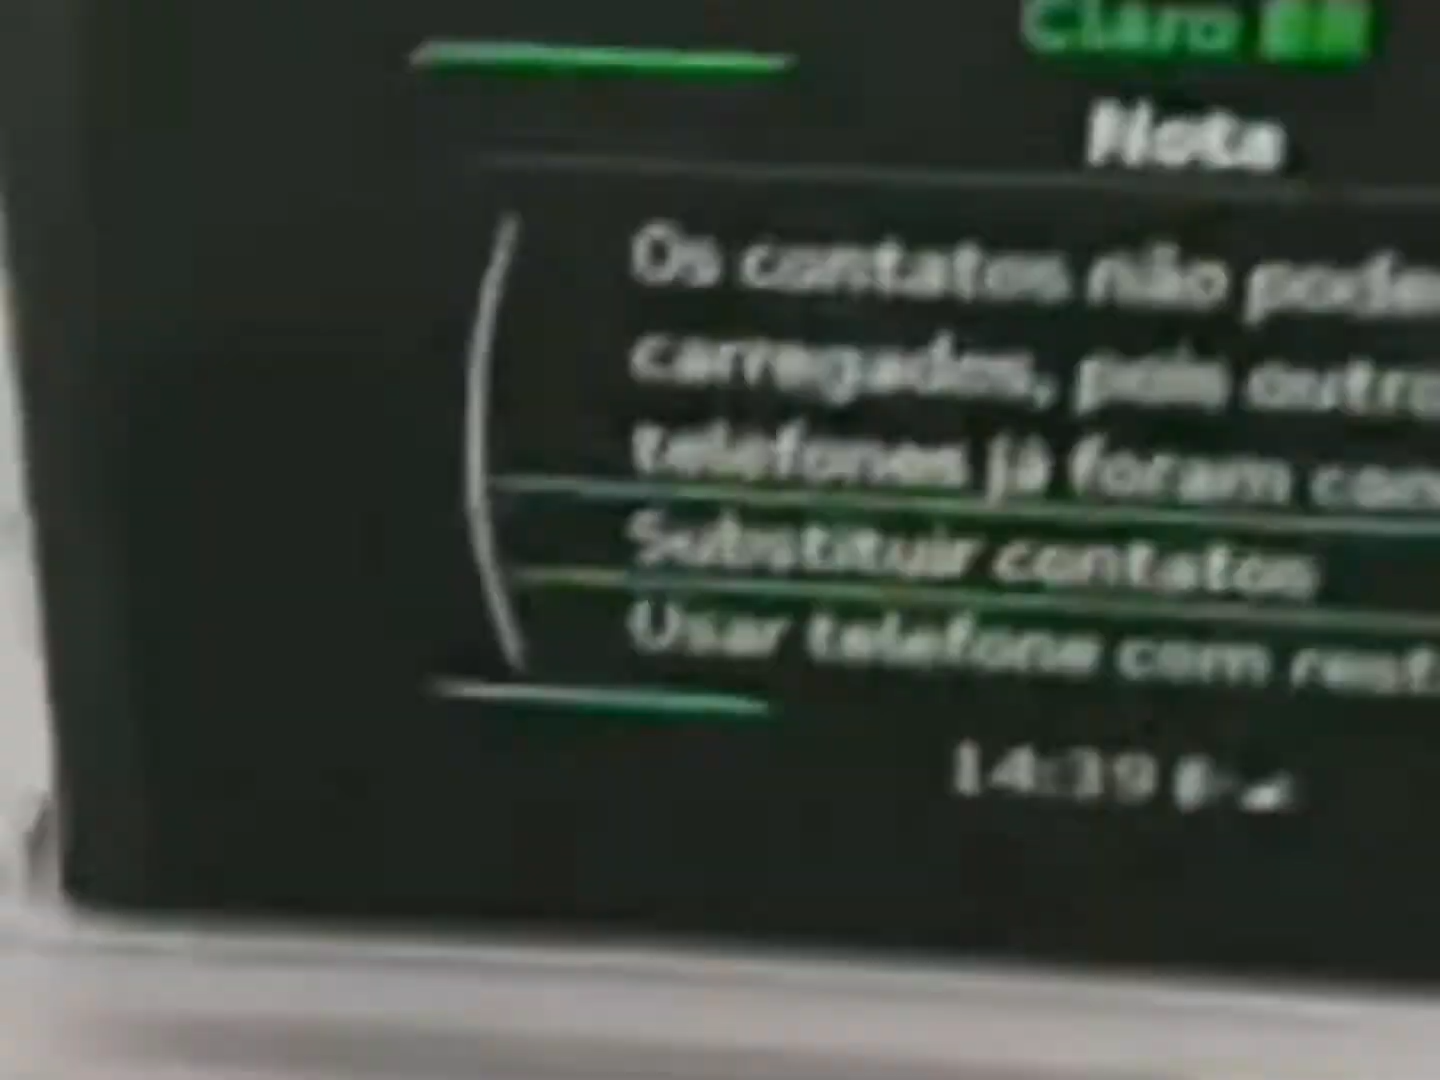 Claro BR
Nota
Os contatos não pode
carregados, pois outro
telefones já foram con
Substituir contatos
Usar telefone com rest
14:39